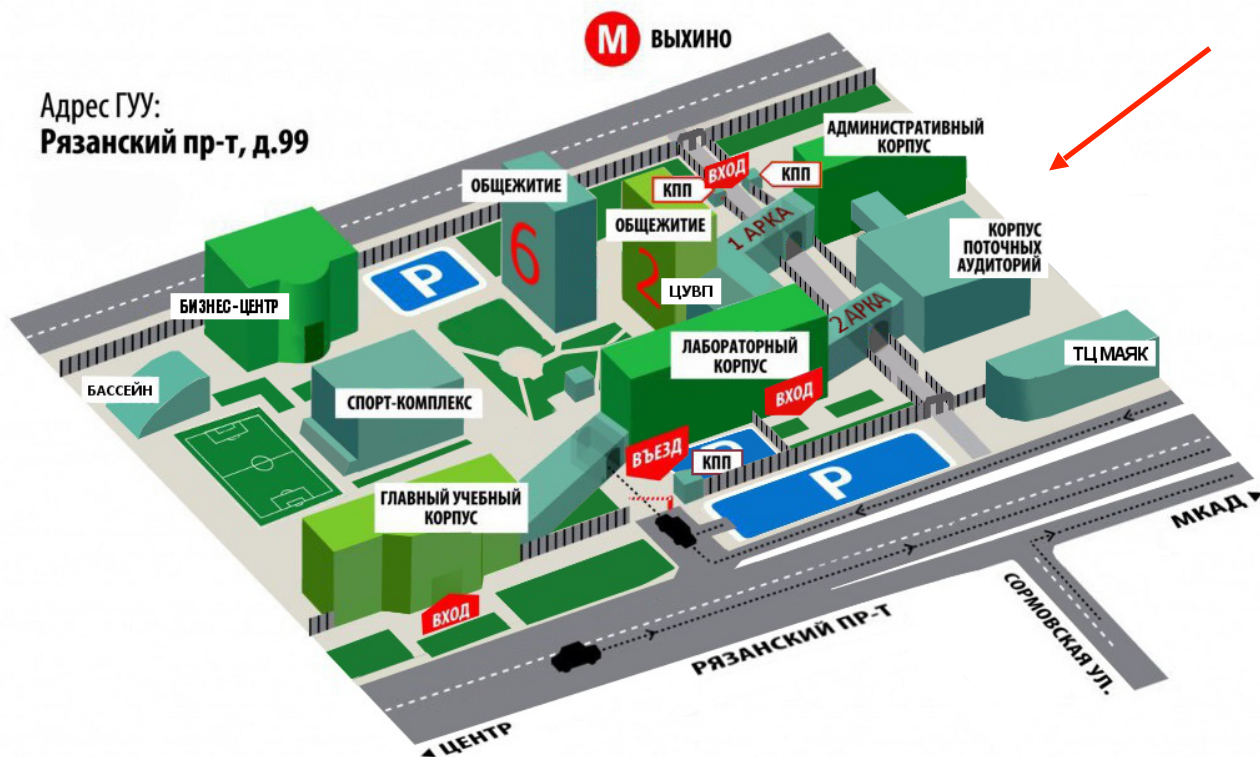 М ВЫХИНО
Адрес ГУУ:
Рязанский пр-т, д.99
АДМИНИСТРАТИВНЫЙ
КОРПУС
ВХОД
КПП
КПП
ОБЩЕЖИТИЕ
6
ОБЩЕЖИТИЕ
2
1 АРКА
КОРПУС
ПОТОЧНЫХ
АУДИТОРИЙ
P
ЦУВП
БИЗНЕС-ЦЕНТР
2 АРКА
ЛАБОРАТОРНЫЙ
КОРПУС
ТЦ МАЯК
БАССЕЙН
СПОРТ-КОМПЛЕКС
ВХОД
ВЪЕЗД
КПП
P
ГЛАВНЫЙ УЧЕБНЫЙ
КОРПУС
ВХОД
МКАД
СОРМОВСКАЯ УЛ.
РЯЗАНСКИЙ ПР-Т
ЦЕНТР